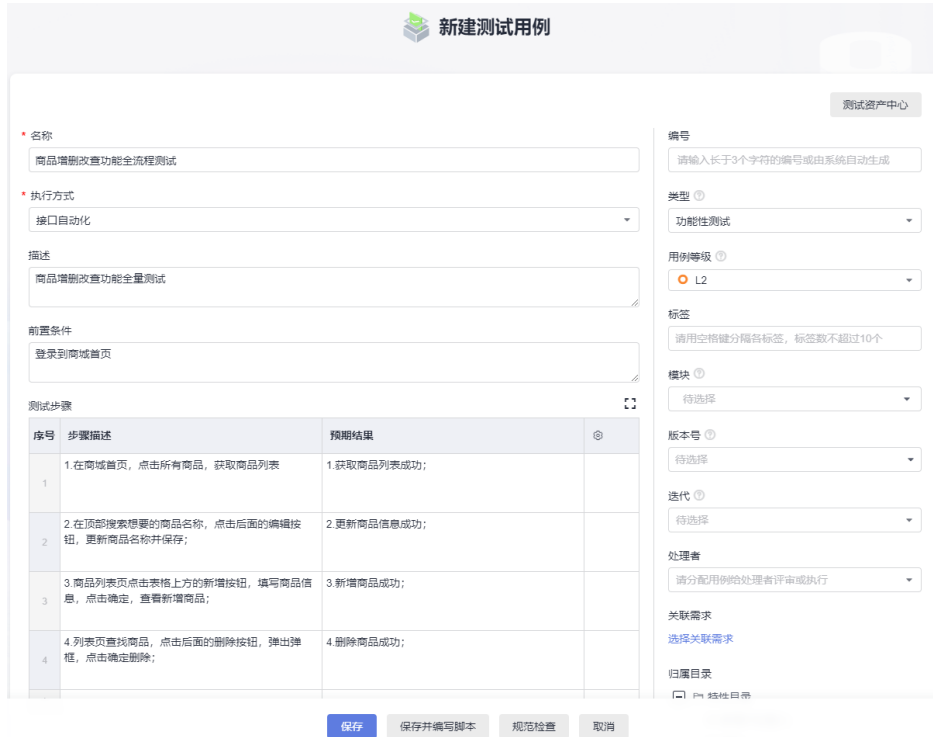 新建测试用例
测试资产中心
* 名称
商品增删改查功能全流程测试
* 执行方式
接口自动化
描述
商品增删改查功能全量测试
前置条件
登录到商城首页
测试步骤
序号 步骤描述 预期结果
1 1.在商城首页，点击所有商品，获取商品列表 1.获取商品列表成功；
2.在顶部搜索想要的商品名称，点击后面的编辑按 2.更新商品信息成功；
2 钮，更新商品名称并保存；
3.商品列表页点击表格上方的新增按钮，填写商品信 3.新增商品成功；
3 息，点击确定，查看新增商品；
4.列表页查找商品，点击后面的删除按钮，弹出弹 4.删除商品成功；
4 框，点击确定删除；
编号
请输入长于3个字符的编号或由系统自动生成
类型
功能性测试
用例等级
L2
标签
请用空格键分隔各标签，标签数不超过10个
模块
待选择
版本号
待选择
迭代
待选择
处理者
请分配用例给处理者评审或执行
关联需求
选择关联需求
归属目录
特性目录
保存 保存并编写脚本 规范检查 取消